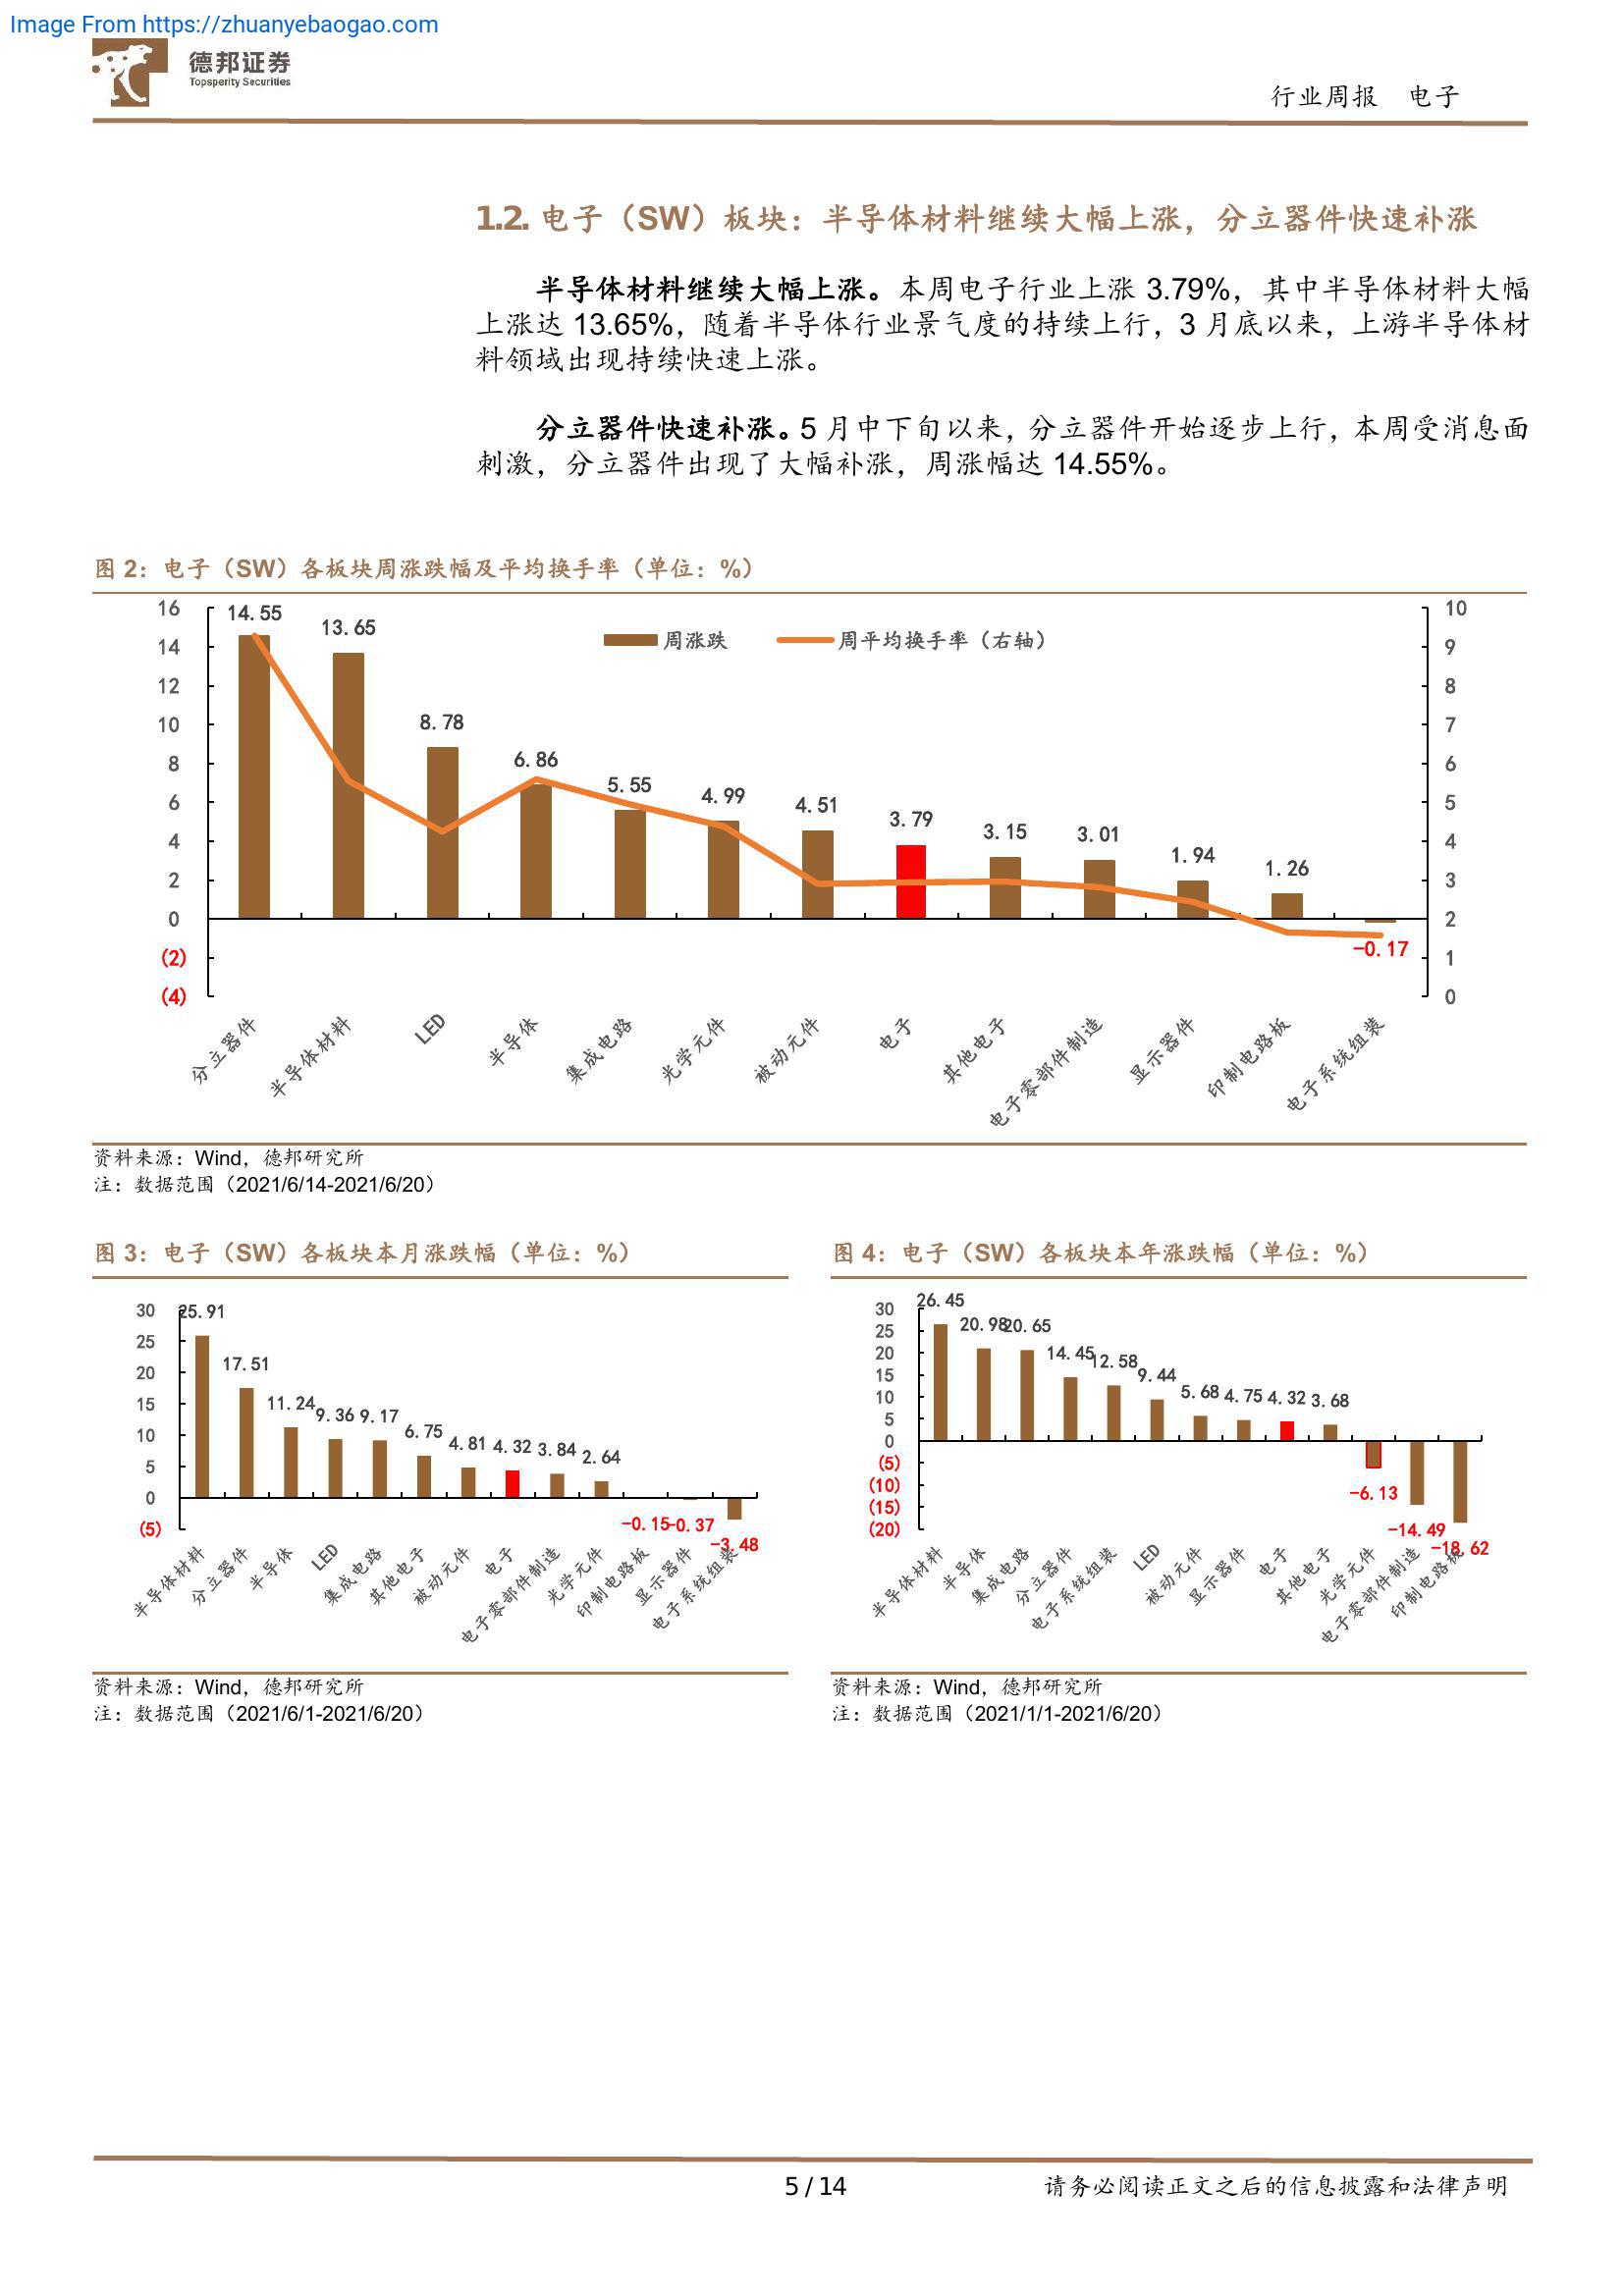 Image From https://zhuanyebaogao.com
德邦证券
Topsperity Securities
行业周报 电子
1.2. 电子（SW）板块：半导体材料继续大幅上涨，分立器件快速补涨
半导体材料继续大幅上涨。本周电子行业上涨 3.79%，其中半导体材料大幅
上涨达 13.65%，随着半导体行业景气度的持续上行，3 月底以来，上游半导体材
料领域出现持续快速上涨。
分立器件快速补涨。5 月中下旬以来，分立器件开始逐步上行，本周受消息面
刺激，分立器件出现了大幅补涨，周涨幅达 14.55%。
图 2：电子（SW）各板块周涨跌幅及平均换手率（单位：%）
周涨跌 周平均换手率（右轴）
16 14 12 10 8 6 4 2 0 (2) (4)
14.55 13.65 8.78 6.86 5.55 4.99 4.51 3.79 3.15 3.01 1.94 1.26 -0.17
10 9 8 7 6 5 4 3 2 1 0
分立器件 半导体材料 LED 半导体 集成电路 光学元件 被动元件 电子 其他电子 电子零部件制造 显示器件 印制电路板 电子系统组装
资料来源：Wind，德邦研究所
注：数据范围（2021/6/14-2021/6/20）
图 3：电子（SW）各板块本月涨跌幅（单位：%）
30 25 20 15 10 5 0 (5)
25.91 17.51 11.24 9.36 9.17 6.75 4.81 4.32 3.84 2.64 -0.15 -0.37 -3.48
半导体材料 分立器件 半导体 LED 集成电路 其他电子 被动元件 电子 电子零部件制造 光学元件 印制电路板 显示器件 电子系统组装
资料来源：Wind，德邦研究所
注：数据范围（2021/6/1-2021/6/20）
图 4：电子（SW）各板块本年涨跌幅（单位：%）
30 25 20 15 10 5 0 (5) (10) (15) (20)
26.45 20.98 20.65 14.45 12.58 9.44 5.68 4.75 4.32 3.68 -6.13 -14.49 -18.62
半导体材料 半导体 集成电路 分立器件 电子系统组装 LED 被动元件 显示器件 电子 其他电子 光学元件 电子零部件制造 印制电路板
资料来源：Wind，德邦研究所
注：数据范围（2021/1/1-2021/6/20）
5 / 14
请务必阅读正文之后的信息披露和法律声明